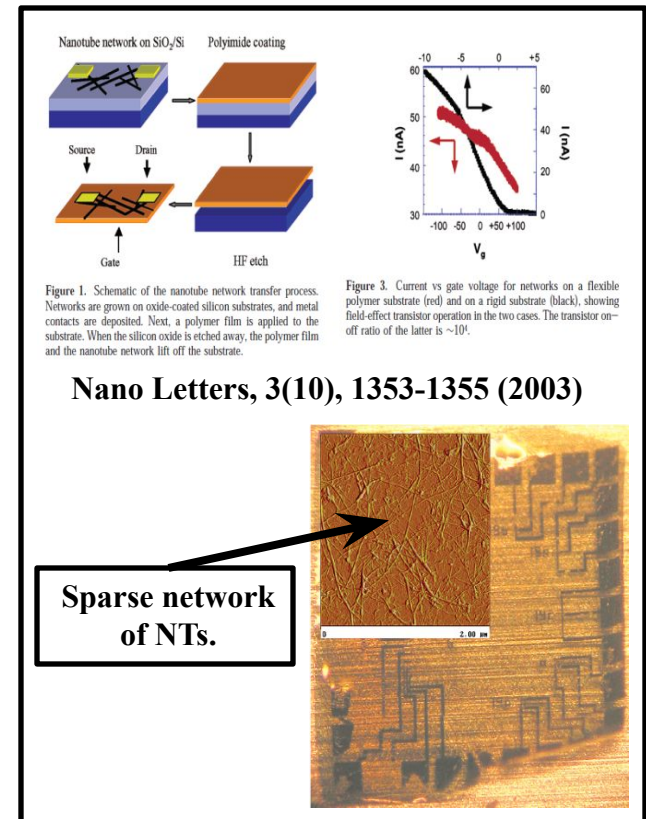 Nanotube network on SiO₂/Si
Polyimide coating
Source
Drain
Gate
HF etch
Figure 1. Schematic of the nanotube network transfer process.
Networks are grown on oxide-coated silicon substrates, and metal
contacts are deposited. Next, a polymer film is applied to the
substrate. When the silicon oxide is etched away, the polymer film
and the nanotube network lift off the substrate.
-10 -5 0 +5
60
50
40
30
I (nA)
60
40
20
0
I (nA)
-100 -50 0 +50 +100
Vg
Figure 3. Current vs gate voltage for networks on a flexible
polymer substrate (red) and on a rigid substrate (black), showing
field-effect transistor operation in the two cases. The transistor on–
off ratio of the latter is ~10⁴.
Nano Letters, 3(10), 1353-1355 (2003)
Sparse network
of NTs.
0 2.00 µm